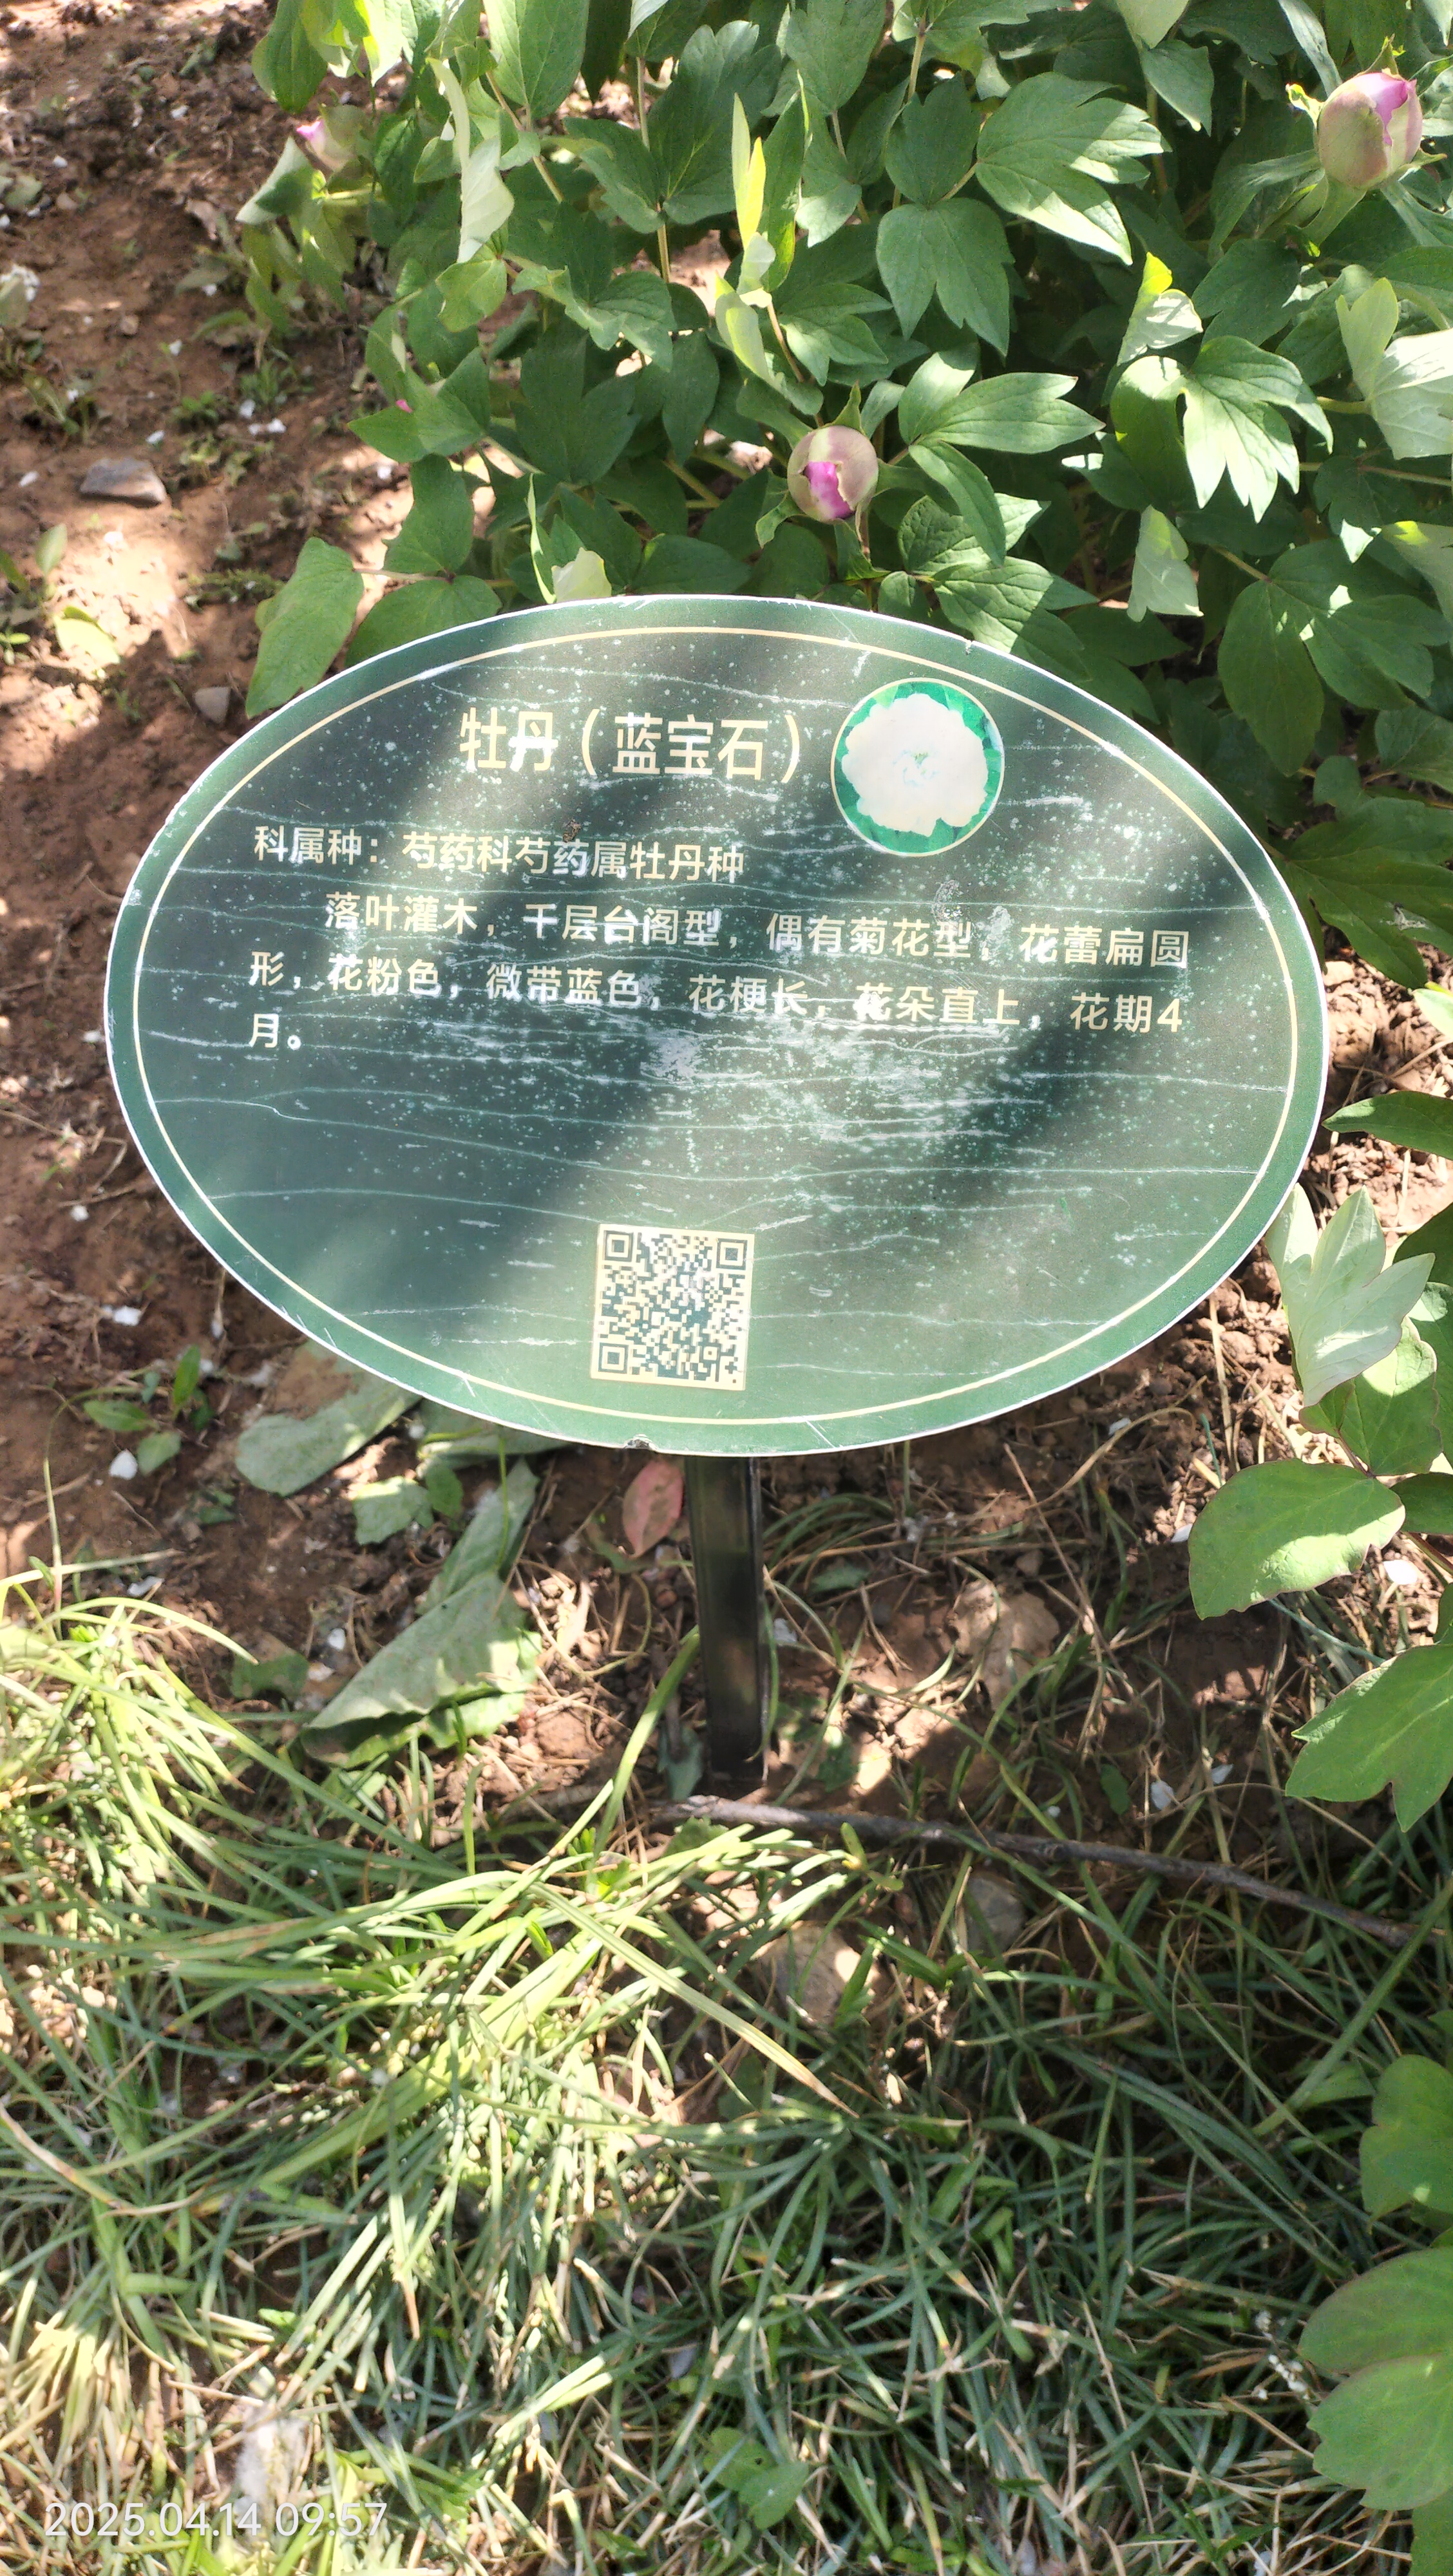 牡丹（蓝宝石）
科属种：芍药科芍药属牡丹种
落叶灌木，千层台阁型，偶有菊花型，花蕾扁圆
形，花粉色，微带蓝色，花梗长，花朵直上，花期4
月。
2025.04.14 09:57